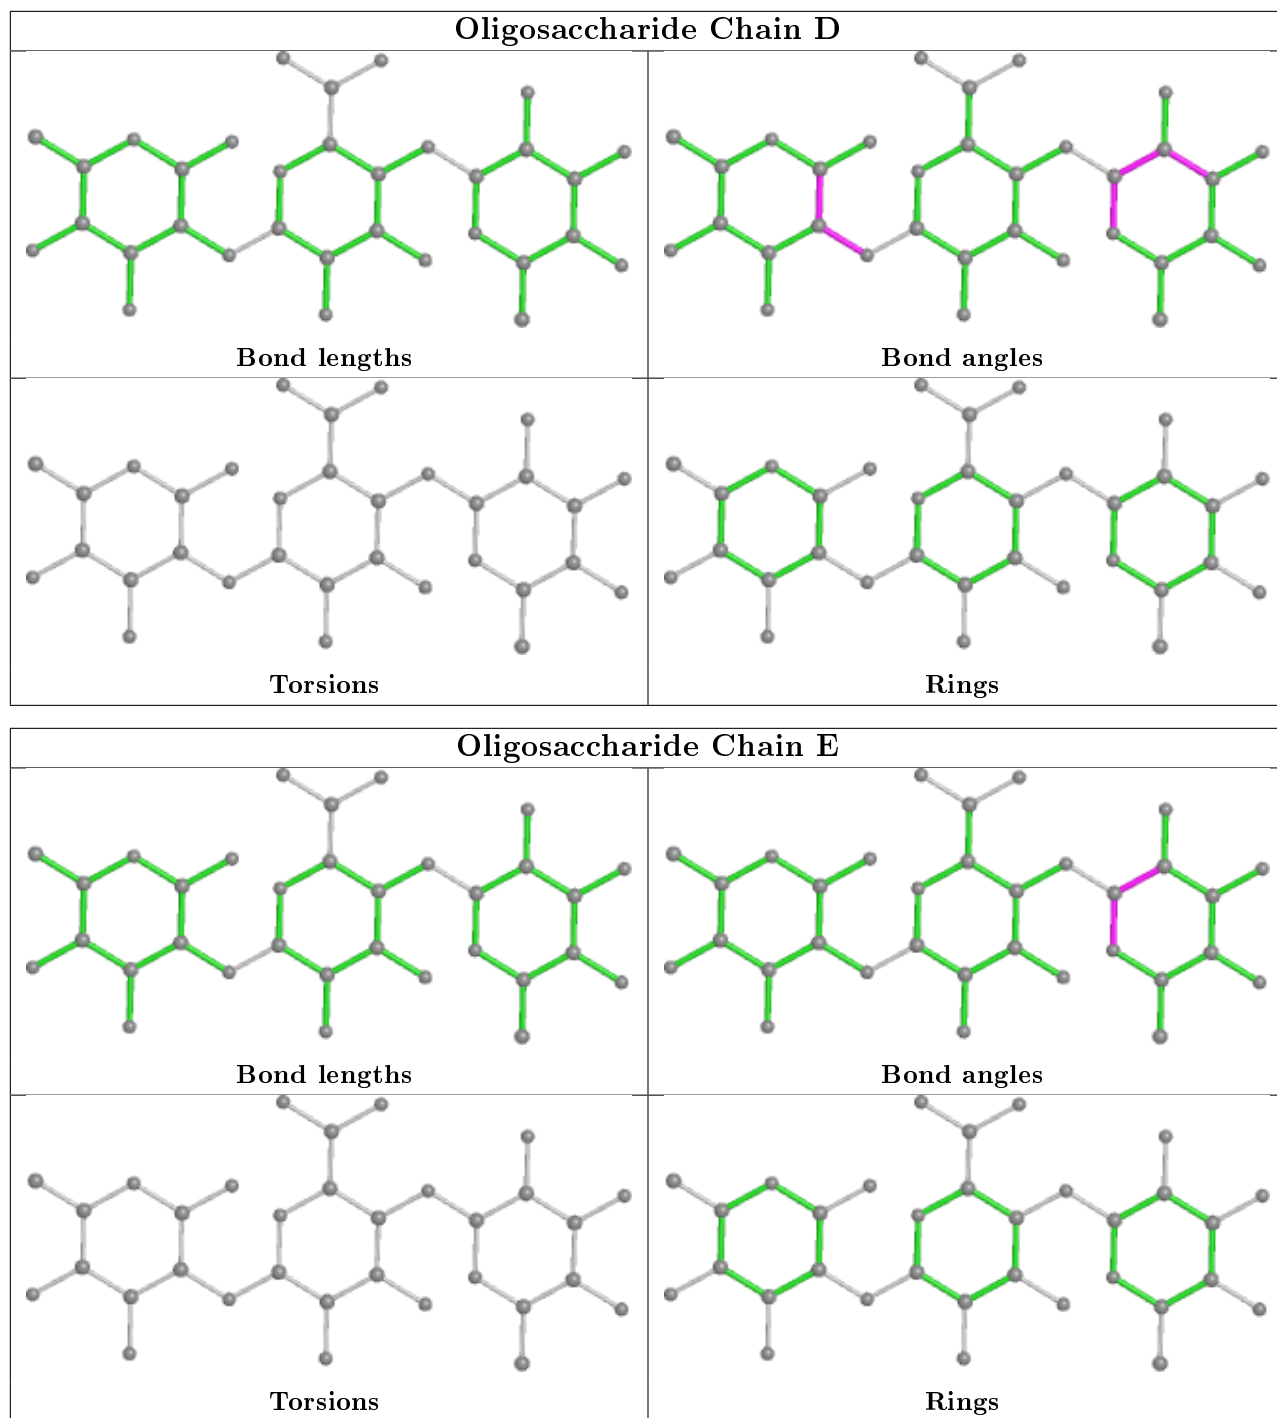 Oligosaccharide Chain D
Bond lengths
Bond angles
Torsions
Rings
Oligosaccharide Chain E
Bond lengths
Bond angles
Torsions
Rings